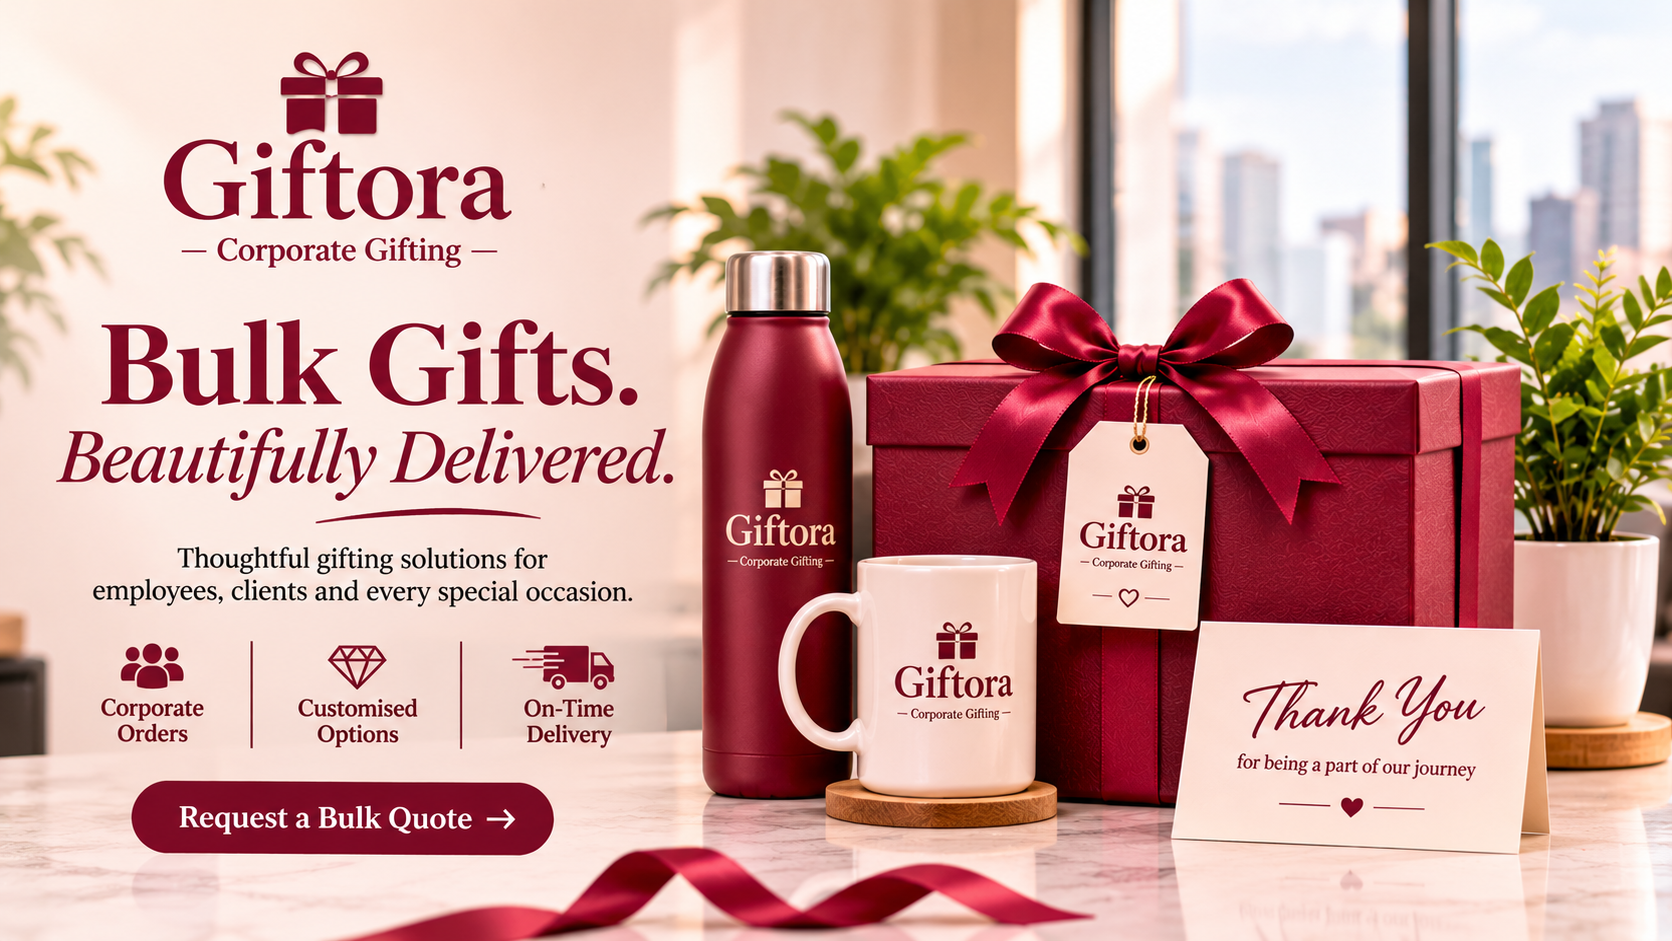 Giftora
— Corporate Gifting —
Bulk Gifts.
Beautifully Delivered.
Thoughtful gifting solutions for
employees, clients and every special occasion.
Corporate
Orders
Customised
Options
On-Time
Delivery
Request a Bulk Quote →
Giftora
— Corporate Gifting —
Giftora
— Corporate Gifting —
Giftora
— Corporate Gifting —
Thank You
for being a part of our journey